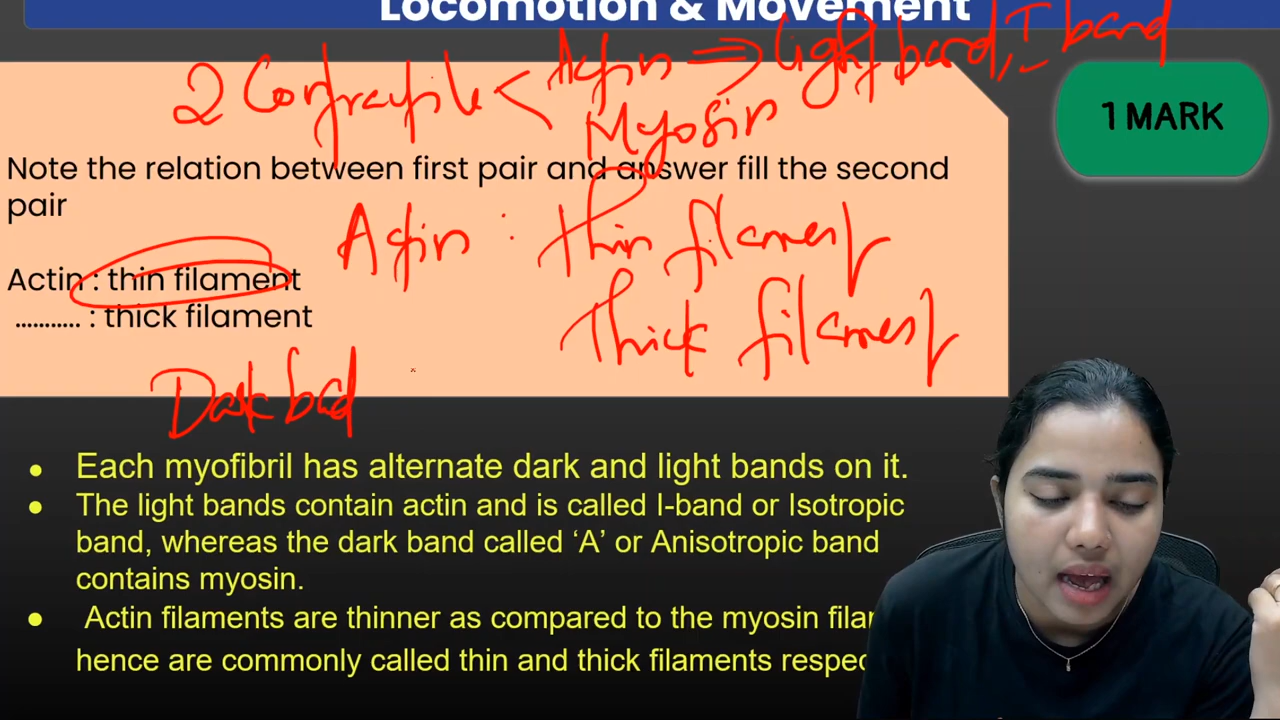 Locomotion & Movement
2 Contractile < Actin ⇒ Light band, I band
Myosin
1 MARK
Note the relation between first pair and answer fill the second
pair
Actin : thin filament
Actin : thin filament
........... : thick filament
thick filament
Dark bad
• Each myofibril has alternate dark and light bands on it.
• The light bands contain actin and is called I-band or Isotropic
band, whereas the dark band called ‘A’ or Anisotropic band
contains myosin.
• Actin filaments are thinner as compared to the myosin filar
hence are commonly called thin and thick filaments respec